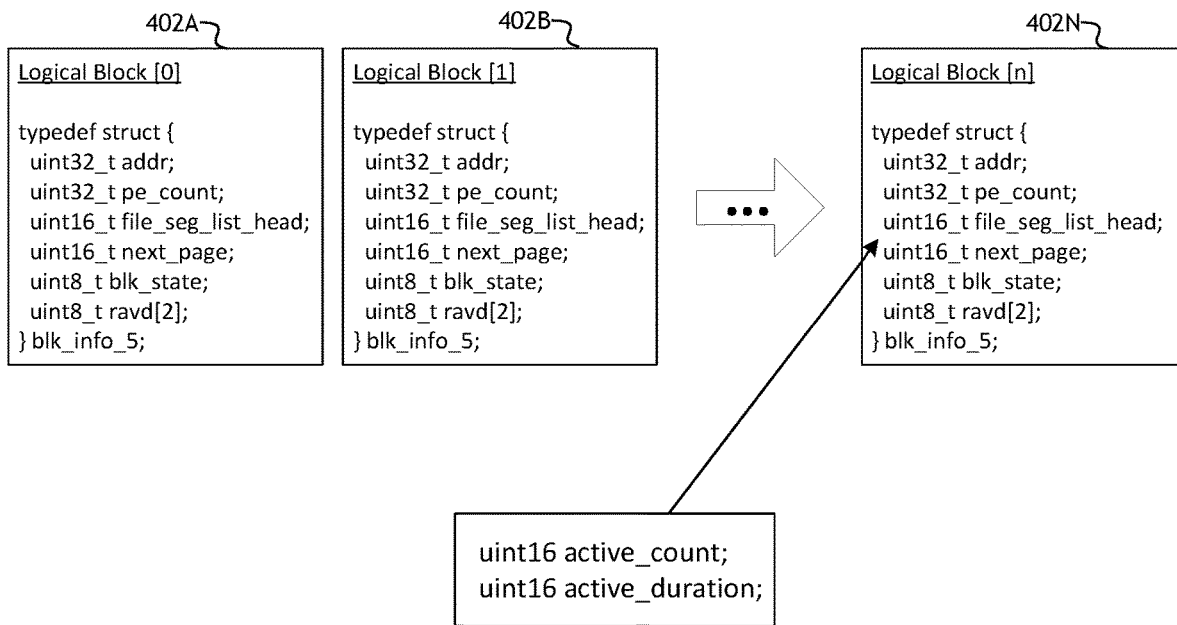 402A
Logical Block [0]
typedef struct {
uint32_t addr;
uint32_t pe_count;
uint16_t file_seg_list_head;
uint16_t next_page;
uint8_t blk_state;
uint8_t ravd[2];
} blk_info_5;
402B
Logical Block [1]
typedef struct {
uint32_t addr;
uint32_t pe_count;
uint16_t file_seg_list_head;
uint16_t next_page;
uint8_t blk_state;
uint8_t ravd[2];
} blk_info_5;
...
402N
Logical Block [n]
typedef struct {
uint32_t addr;
uint32_t pe_count;
uint16_t file_seg_list_head;
uint16_t next_page;
uint8_t blk_state;
uint8_t ravd[2];
} blk_info_5;
uint16 active_count;
uint16 active_duration;